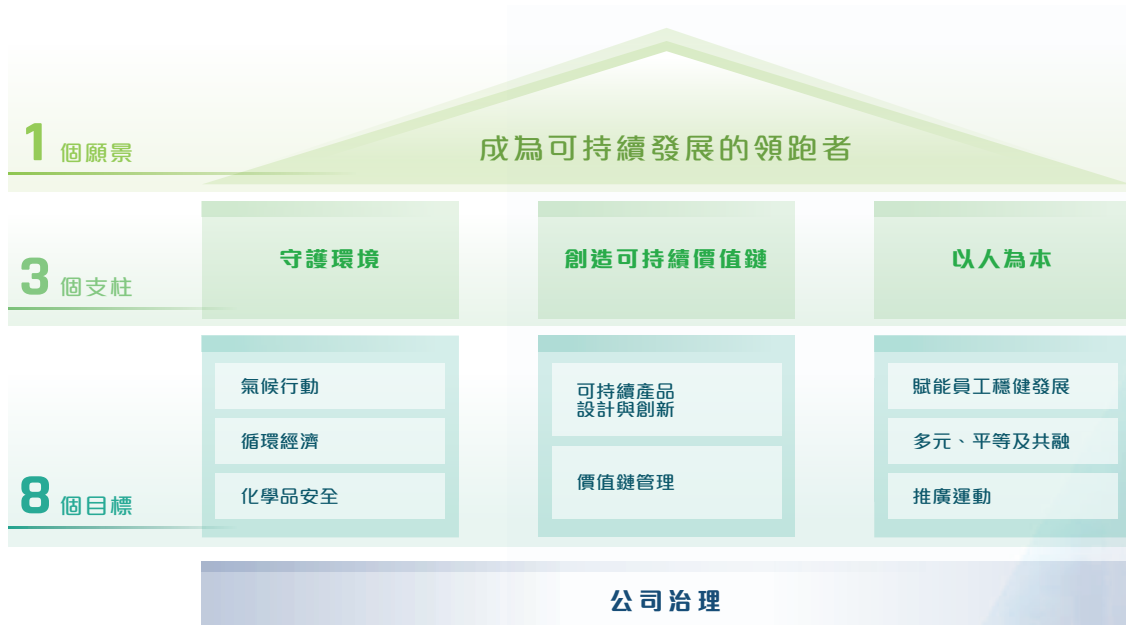 1 個願景
成為可持續發展的領跑者
3 個支柱
守護環境
創造可持續價值鏈
以人為本
8 個目標
氣候行動
循環經濟
化學品安全
可持續產品
設計與創新
價值鏈管理
賦能員工穩健發展
多元、平等及共融
推廣運動
公司治理